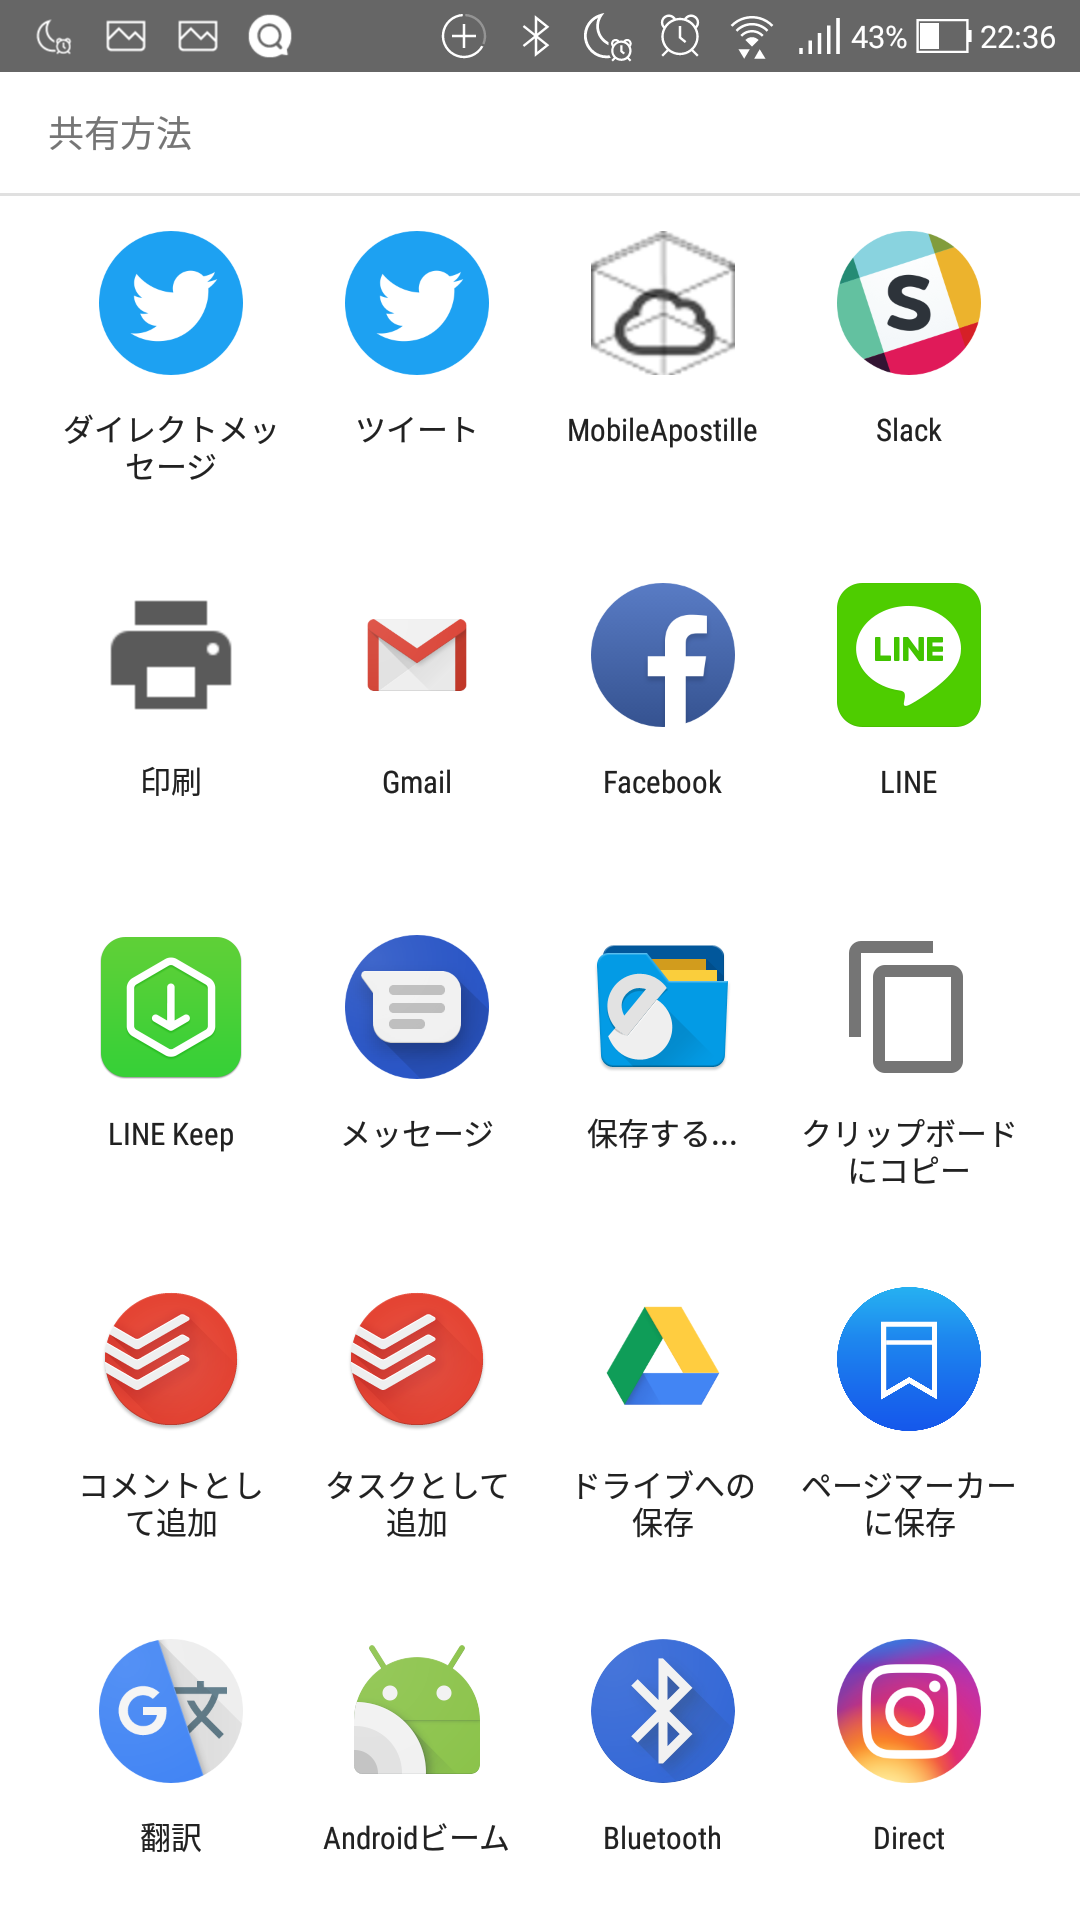 43% 22:36
共有方法
ダイレクトメッ
セージ
ツイート
MobileApostille
S
Slack
印刷
Gmail
Facebook
LINE
LINE
LINE Keep
メッセージ
保存する...
クリップボード
にコピー
コメントとし
て追加
タスクとして
追加
ドライブへの
保存
ページマーカー
に保存
G文
翻訳
Androidビーム
Bluetooth
Direct